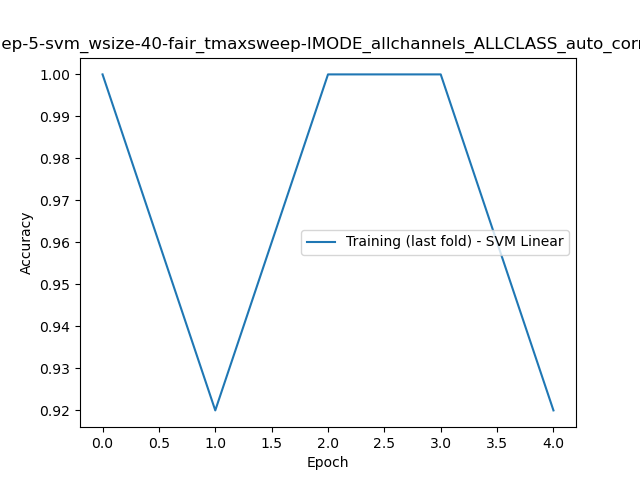 ep-5-svm_wsize-40-fair_tmaxsweep-IMODE_allchannels_ALLCLASS_auto_corr
1.00
0.99
0.98
0.97
0.96
0.95
0.94
0.93
0.92
Accuracy
Training (last fold) - SVM Linear
0.0 0.5 1.0 1.5 2.0 2.5 3.0 3.5 4.0
Epoch